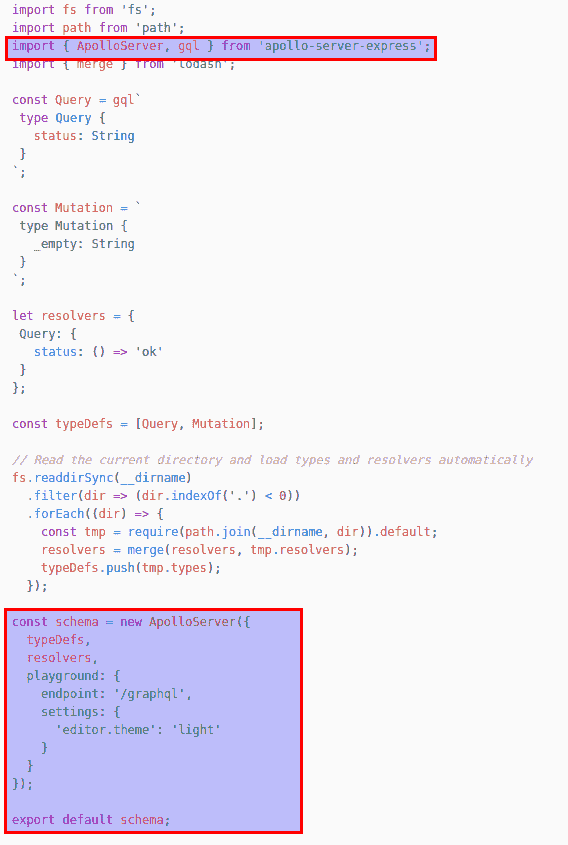 import fs from 'fs';
import path from 'path';
import { ApolloServer, gql } from 'apollo-server-express';
import { merge } from 'lodash';
const Query = gql`
type Query {
status: String
}
`;
const Mutation = `
type Mutation {
_empty: String
}
`;
let resolvers = {
Query: {
status: () => 'ok'
}
};
const typeDefs = [Query, Mutation];
// Read the current directory and load types and resolvers automatically
fs.readdirSync(__dirname)
.filter(dir => (dir.indexOf('.') < 0))
.forEach((dir) => {
const tmp = require(path.join(__dirname, dir)).default;
resolvers = merge(resolvers, tmp.resolvers);
typeDefs.push(tmp.types);
});
const schema = new ApolloServer({
typeDefs,
resolvers,
playground: {
endpoint: '/graphql',
settings: {
'editor.theme': 'light'
}
}
});
export default schema;